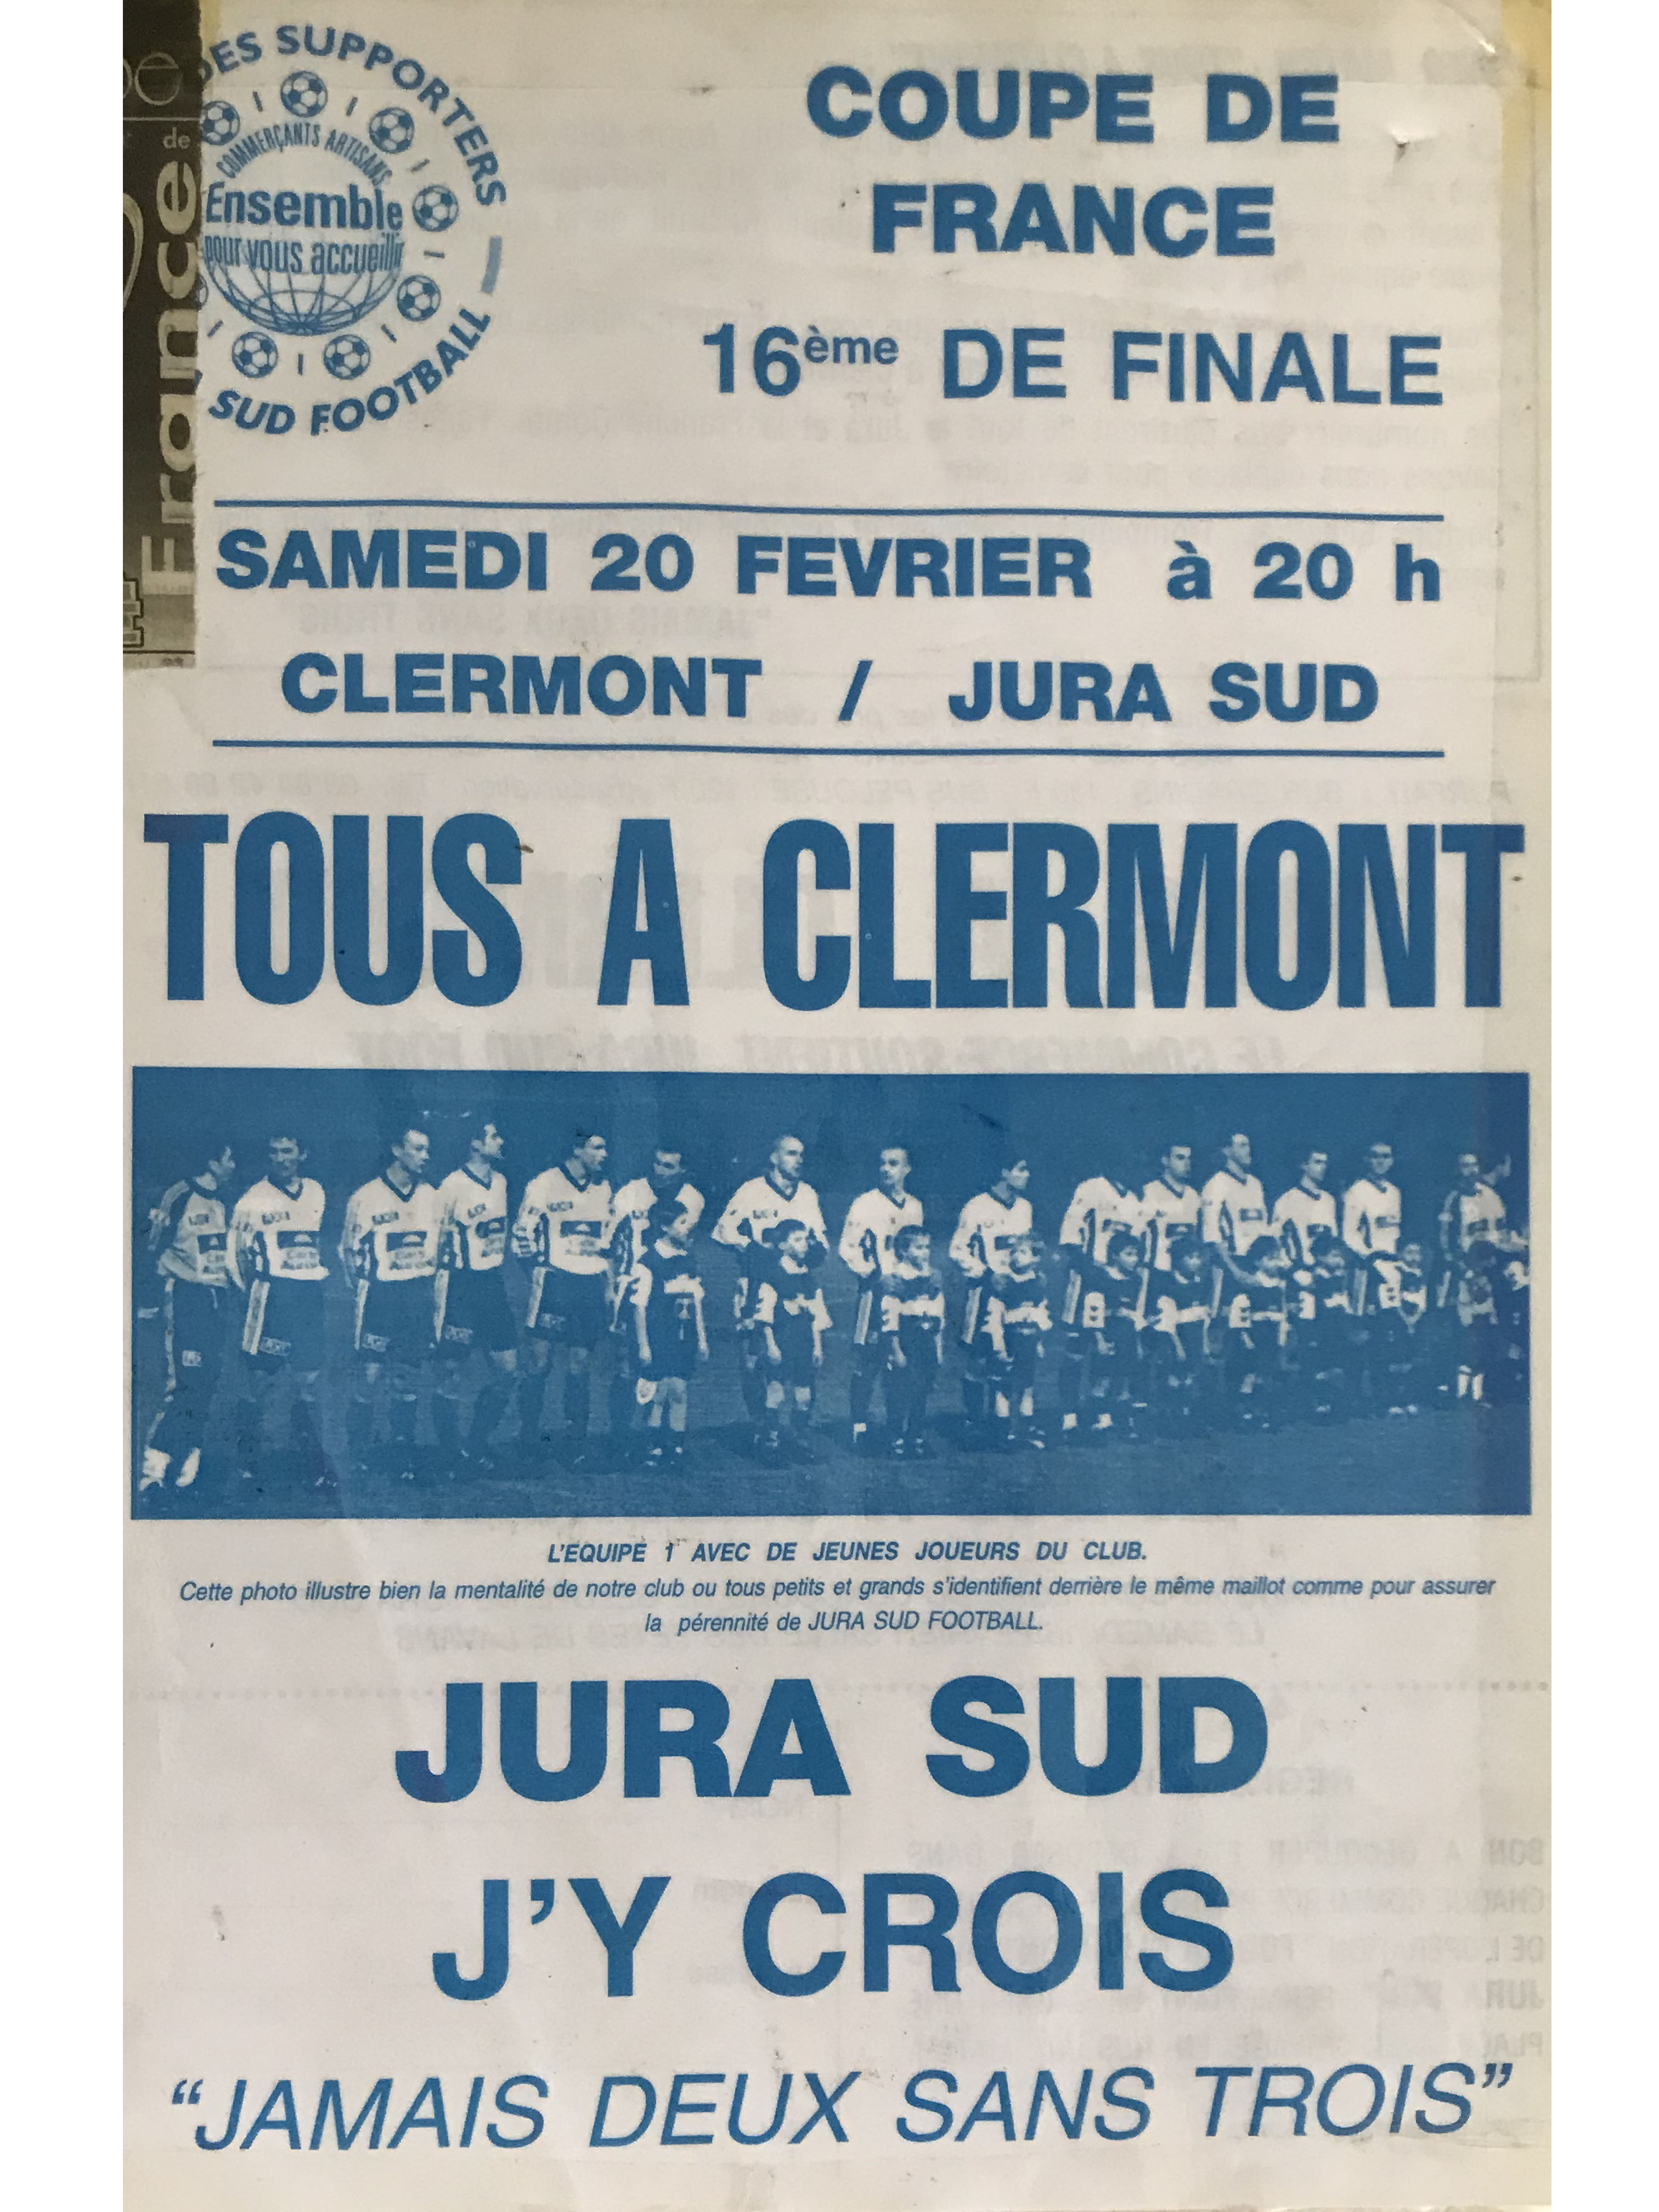 DES SUPPORTERS
COMMERÇANTS ARTISANS
Ensemble
pour vous accueillir
SUD FOOTBALL
de
France
COUPE DE
FRANCE
16ème DE FINALE
SAMEDI 20 FEVRIER à 20 h
CLERMONT / JURA SUD
TOUS A CLERMONT
L'EQUIPE 1 AVEC DE JEUNES JOUEURS DU CLUB.
Cette photo illustre bien la mentalité de notre club ou tous petits et grands s'identifient derrière le même maillot comme pour assurer
la pérennité de JURA SUD FOOTBALL.
JURA SUD
J'Y CROIS
“JAMAIS DEUX SANS TROIS”